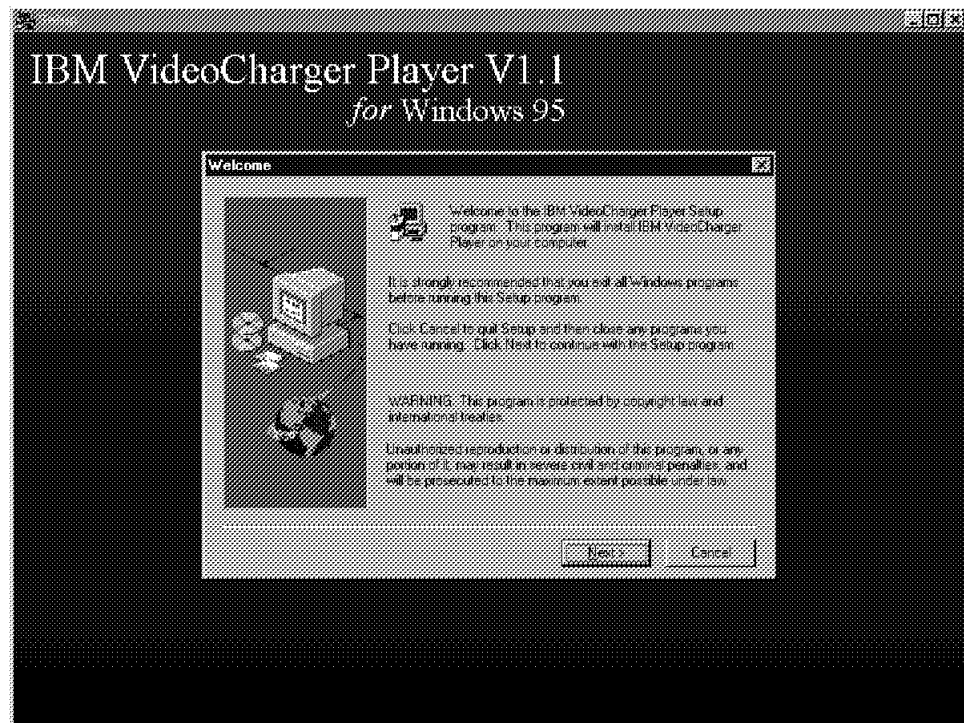 Setup
IBM VideoCharger Player V1.1
for Windows 95
Welcome
Welcome to the IBM VideoCharger Player Setup
program. This program will install IBM VideoCharger
Player on your computer.
It is strongly recommended that you exit all Windows programs
before running this Setup program.
Click Cancel to quit Setup and then close any programs you
have running. Click Next to continue with the Setup program.
WARNING: This program is protected by copyright law and
international treaties.
Unauthorized reproduction or distribution of this program, or any
portion of it, may result in severe civil and criminal penalties, and
will be prosecuted to the maximum extent possible under law.
Next >
Cancel